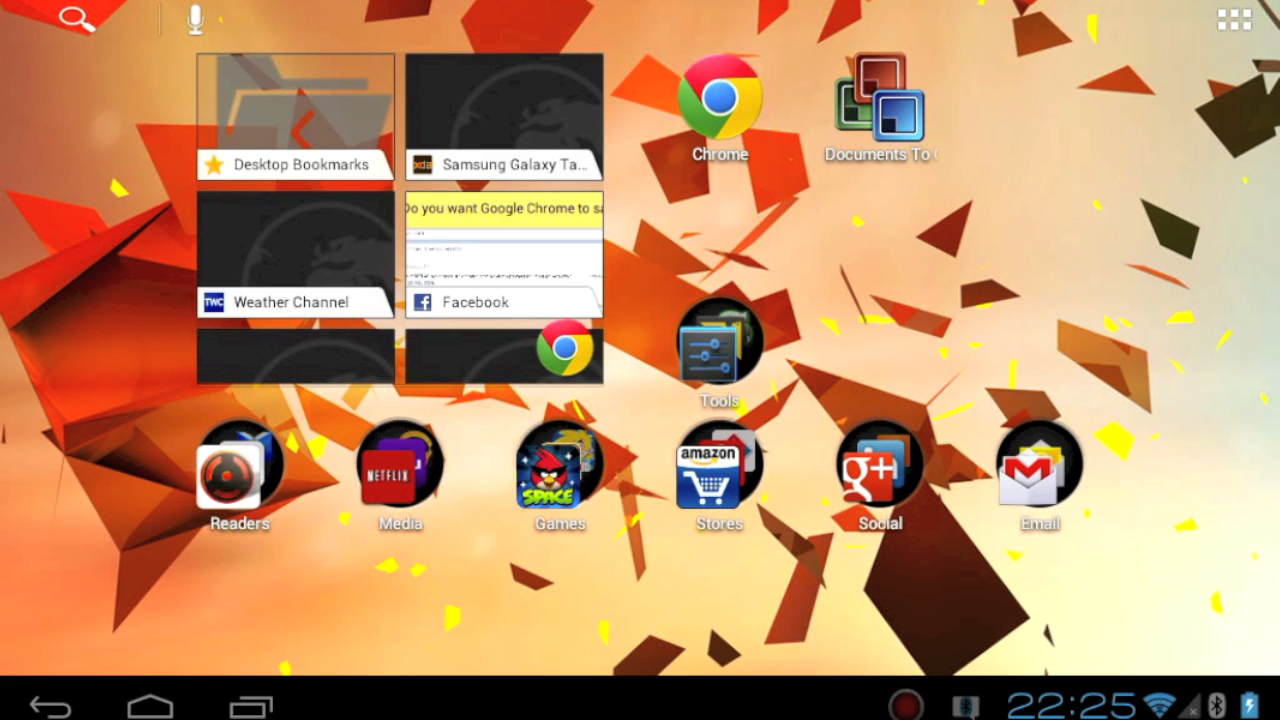 Chrome
Documents To
Desktop Bookmarks
xda
Samsung Galaxy Ta...
Do you want Google Chrome to sa
TWC
Weather Channel
f
Facebook
Tools
NETFLIX
SPACE
amazon
g+
Readers
Media
Games
Stores
Social
Email
22:25